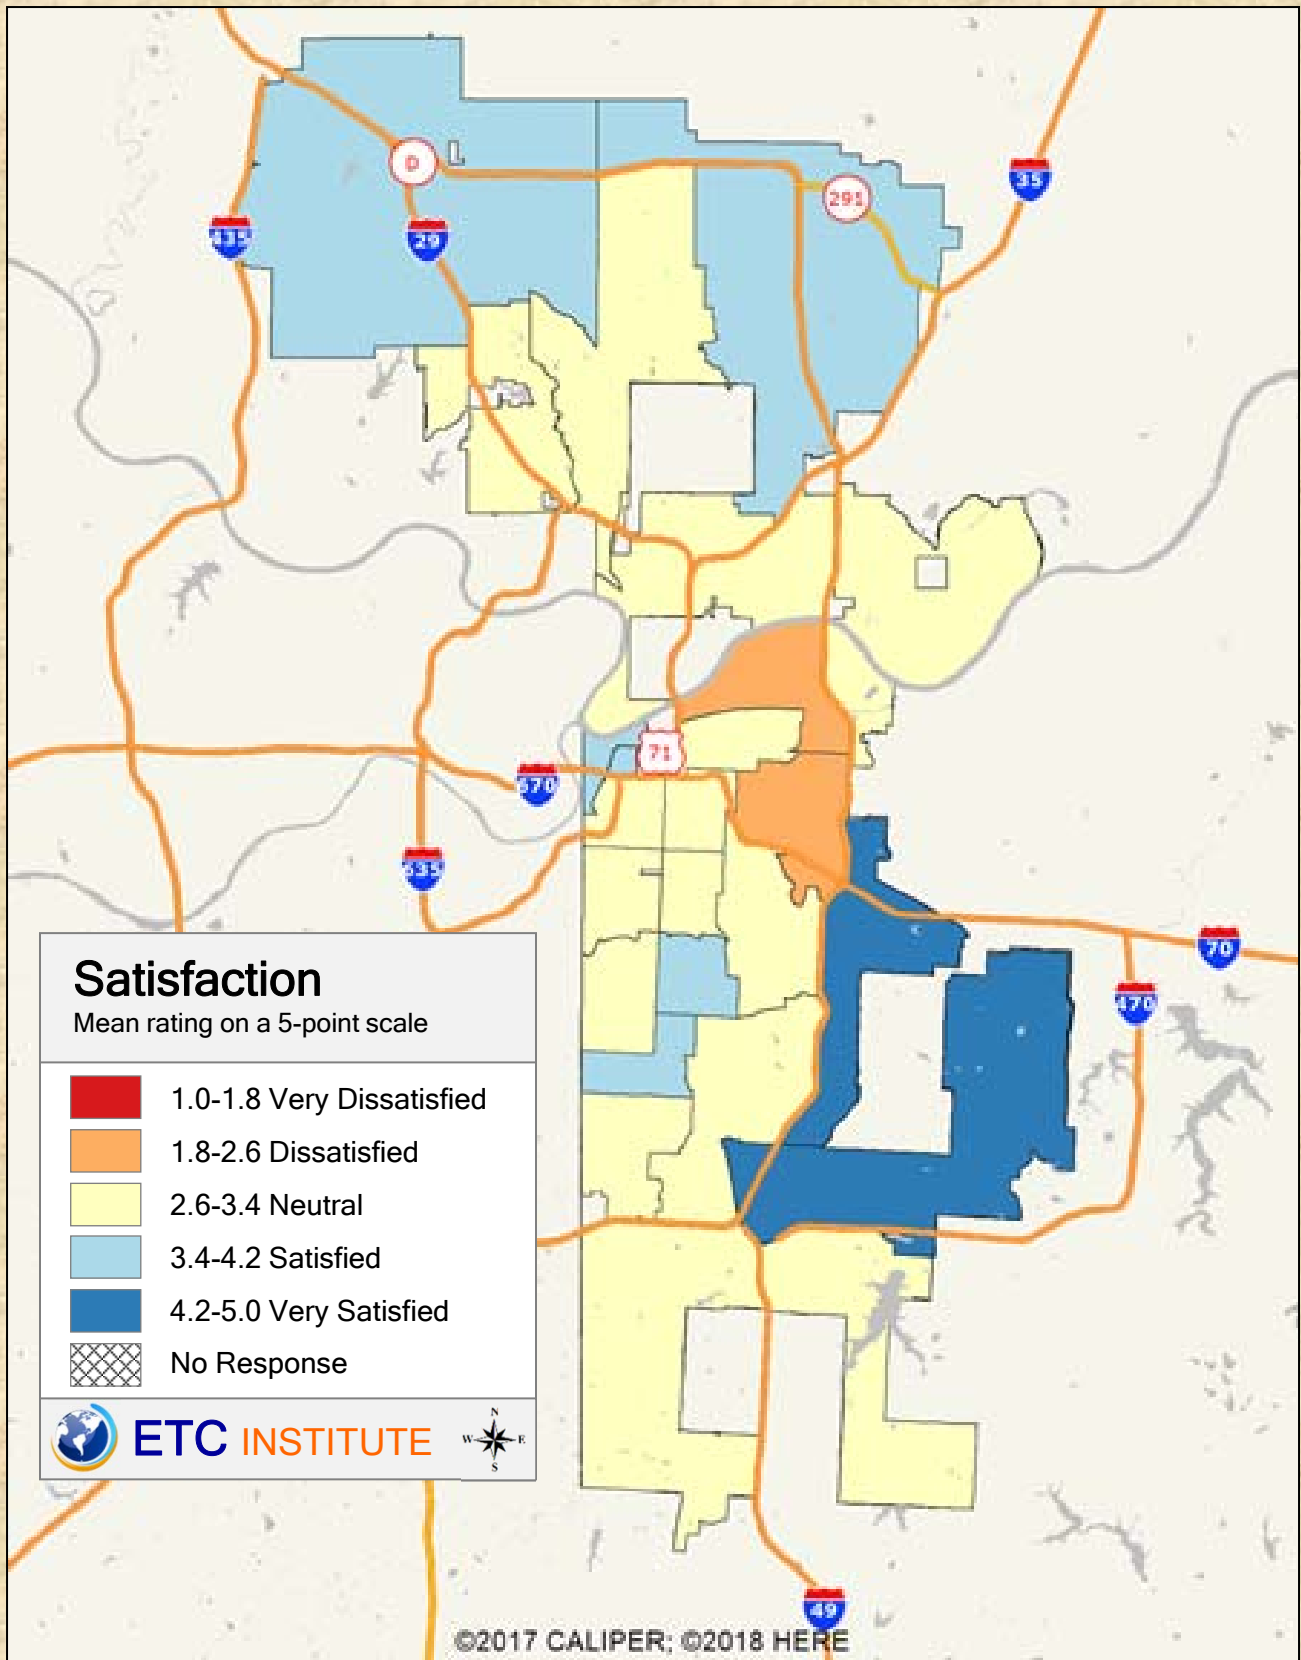 D
291
35
435
29
71
670
635
70
470
Satisfaction
Mean rating on a 5-point scale
1.0-1.8 Very Dissatisfied
1.8-2.6 Dissatisfied
2.6-3.4 Neutral
3.4-4.2 Satisfied
4.2-5.0 Very Satisfied
No Response
ETC INSTITUTE
N
W E
S
49
©2017 CALIPER; ©2018 HERE